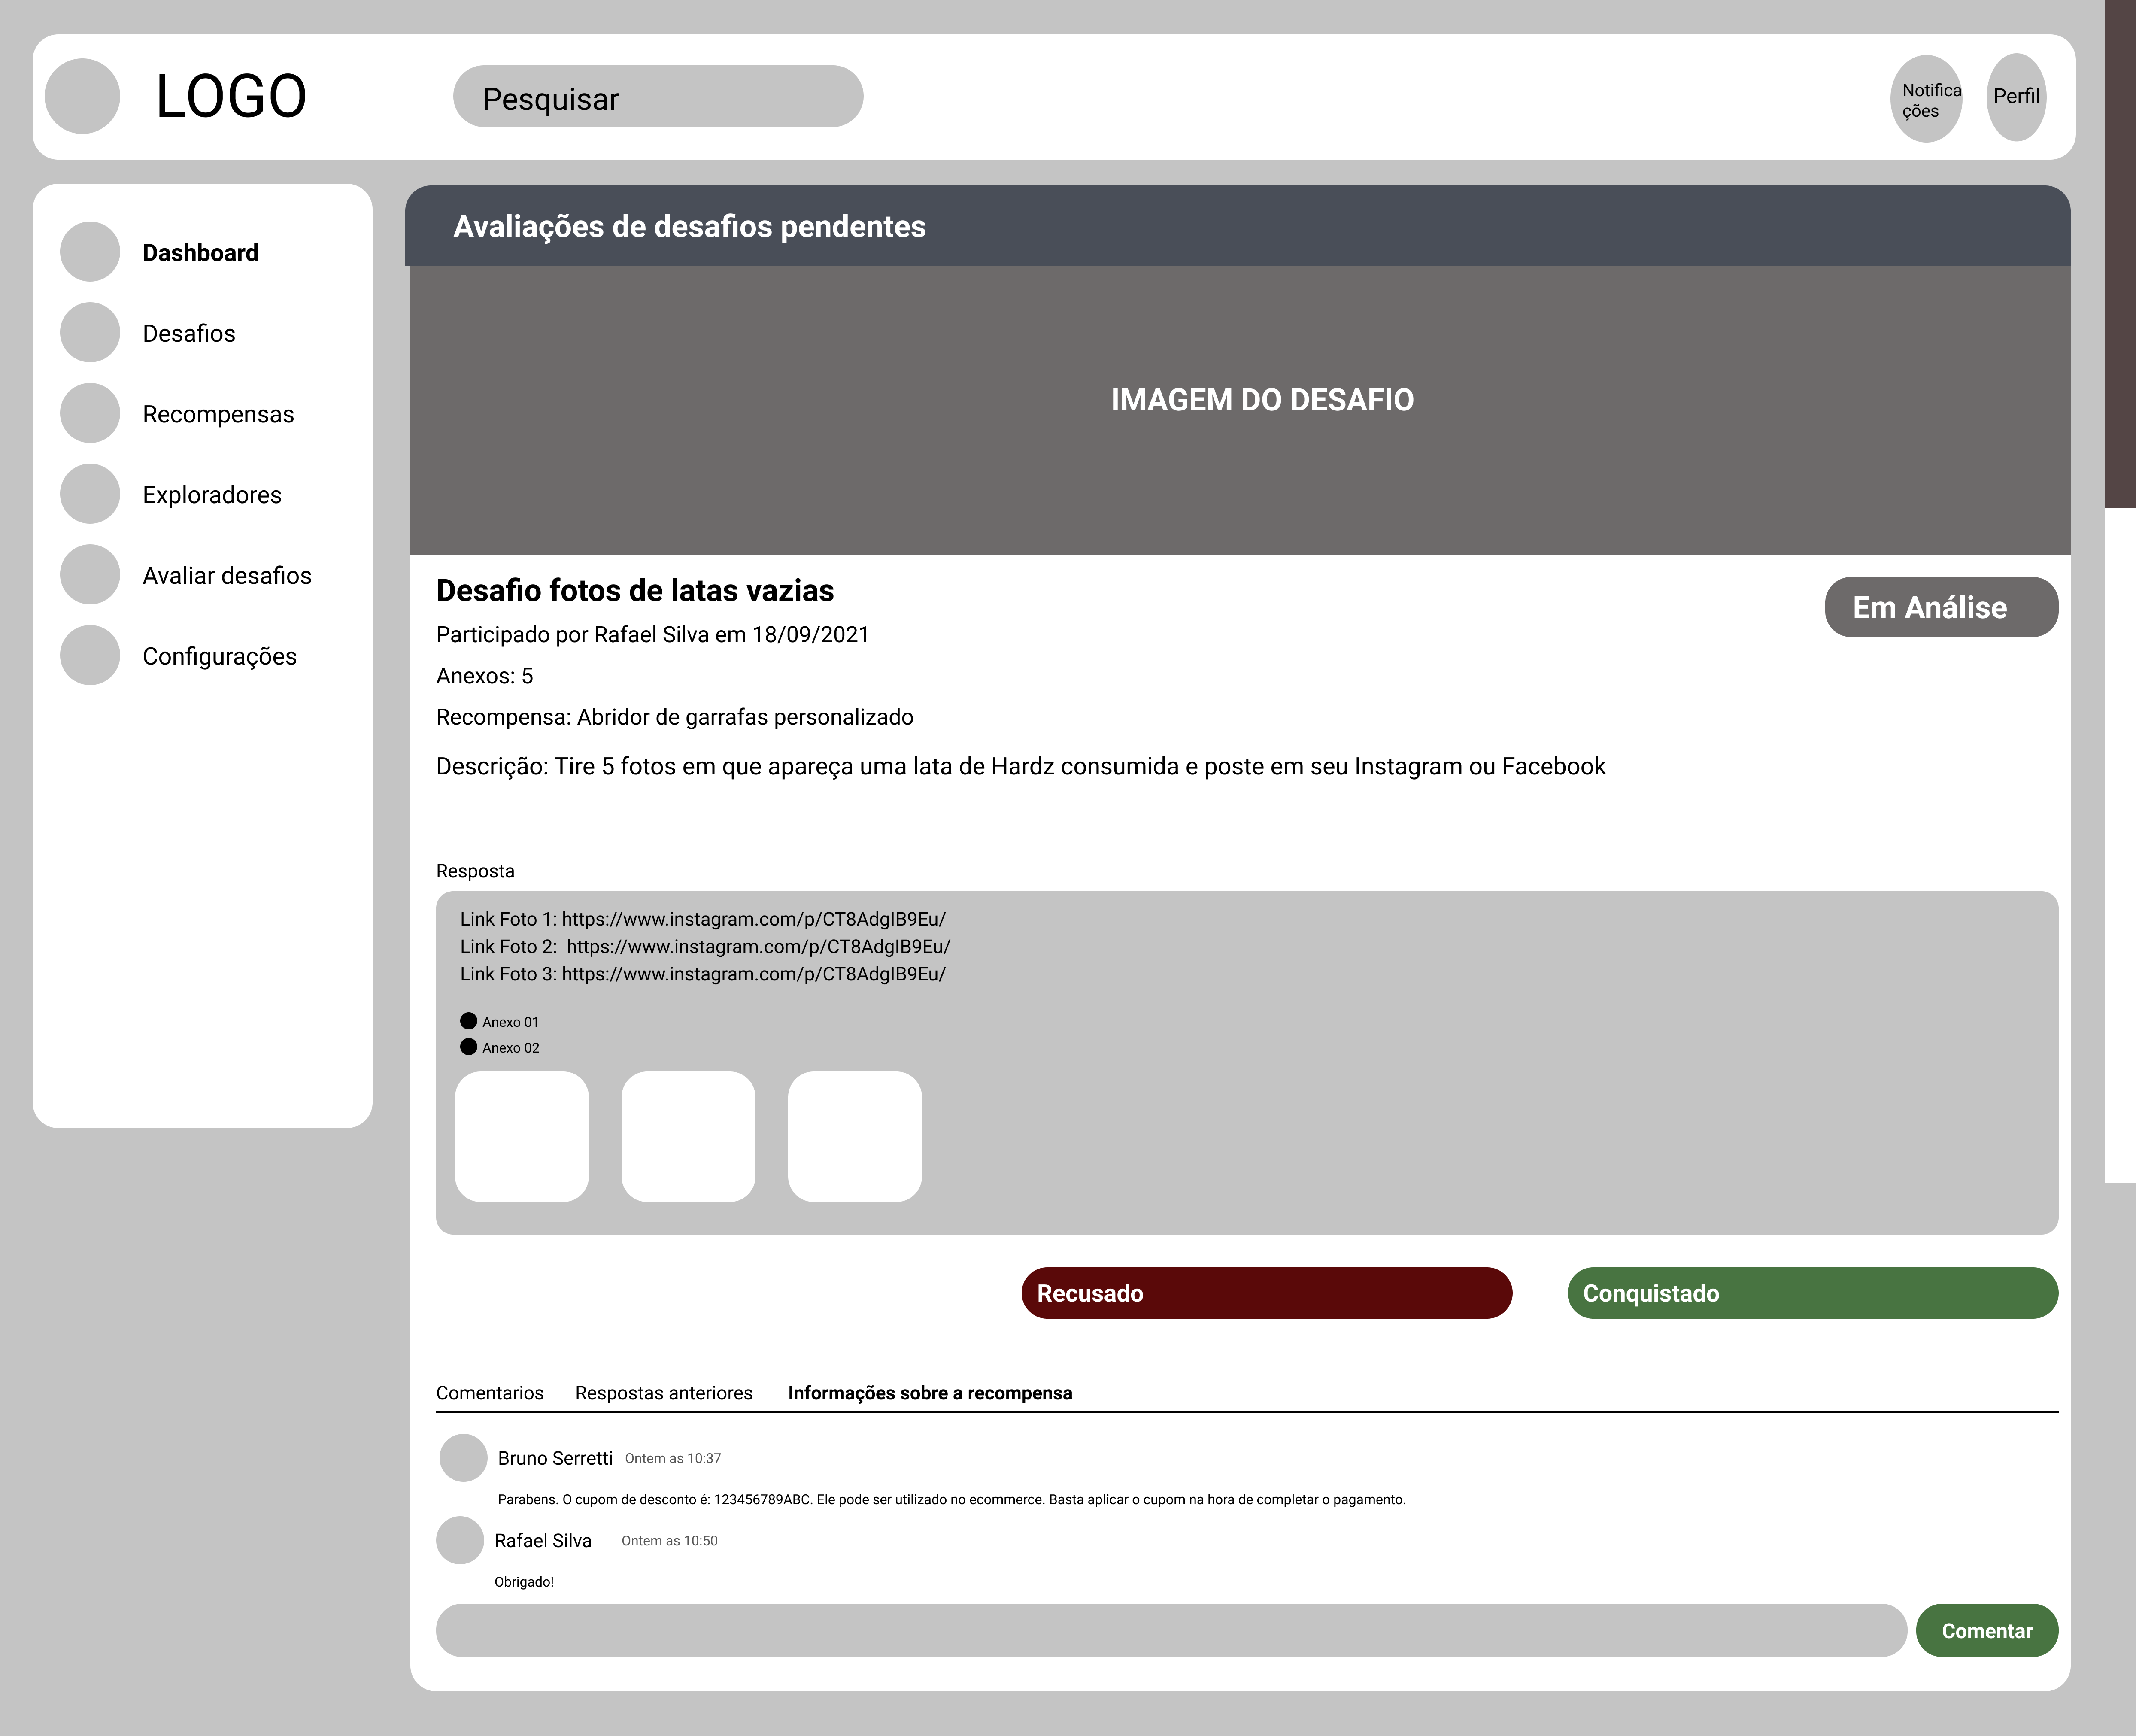 LOGO
Pesquisar
Notifica
ções
Perfil
Dashboard
Desafios
Recompensas
Exploradores
Avaliar desafios
Configurações
Avaliações de desafios pendentes
IMAGEM DO DESAFIO
Desafio fotos de latas vazias
Em Análise
Participado por Rafael Silva em 18/09/2021
Anexos: 5
Recompensa: Abridor de garrafas personalizado
Descrição: Tire 5 fotos em que apareça uma lata de Hardz consumida e poste em seu Instagram ou Facebook
Resposta
Link Foto 1: https://www.instagram.com/p/CT8AdgIB9Eu/
Link Foto 2:  https://www.instagram.com/p/CT8AdgIB9Eu/
Link Foto 3: https://www.instagram.com/p/CT8AdgIB9Eu/
Anexo 01
Anexo 02
Recusado
Conquistado
Comentarios
Respostas anteriores
Informações sobre a recompensa
Bruno Serretti
Ontem as 10:37
Parabens. O cupom de desconto é: 123456789ABC. Ele pode ser utilizado no ecommerce. Basta aplicar o cupom na hora de completar o pagamento.
Rafael Silva
Ontem as 10:50
Obrigado!
Comentar